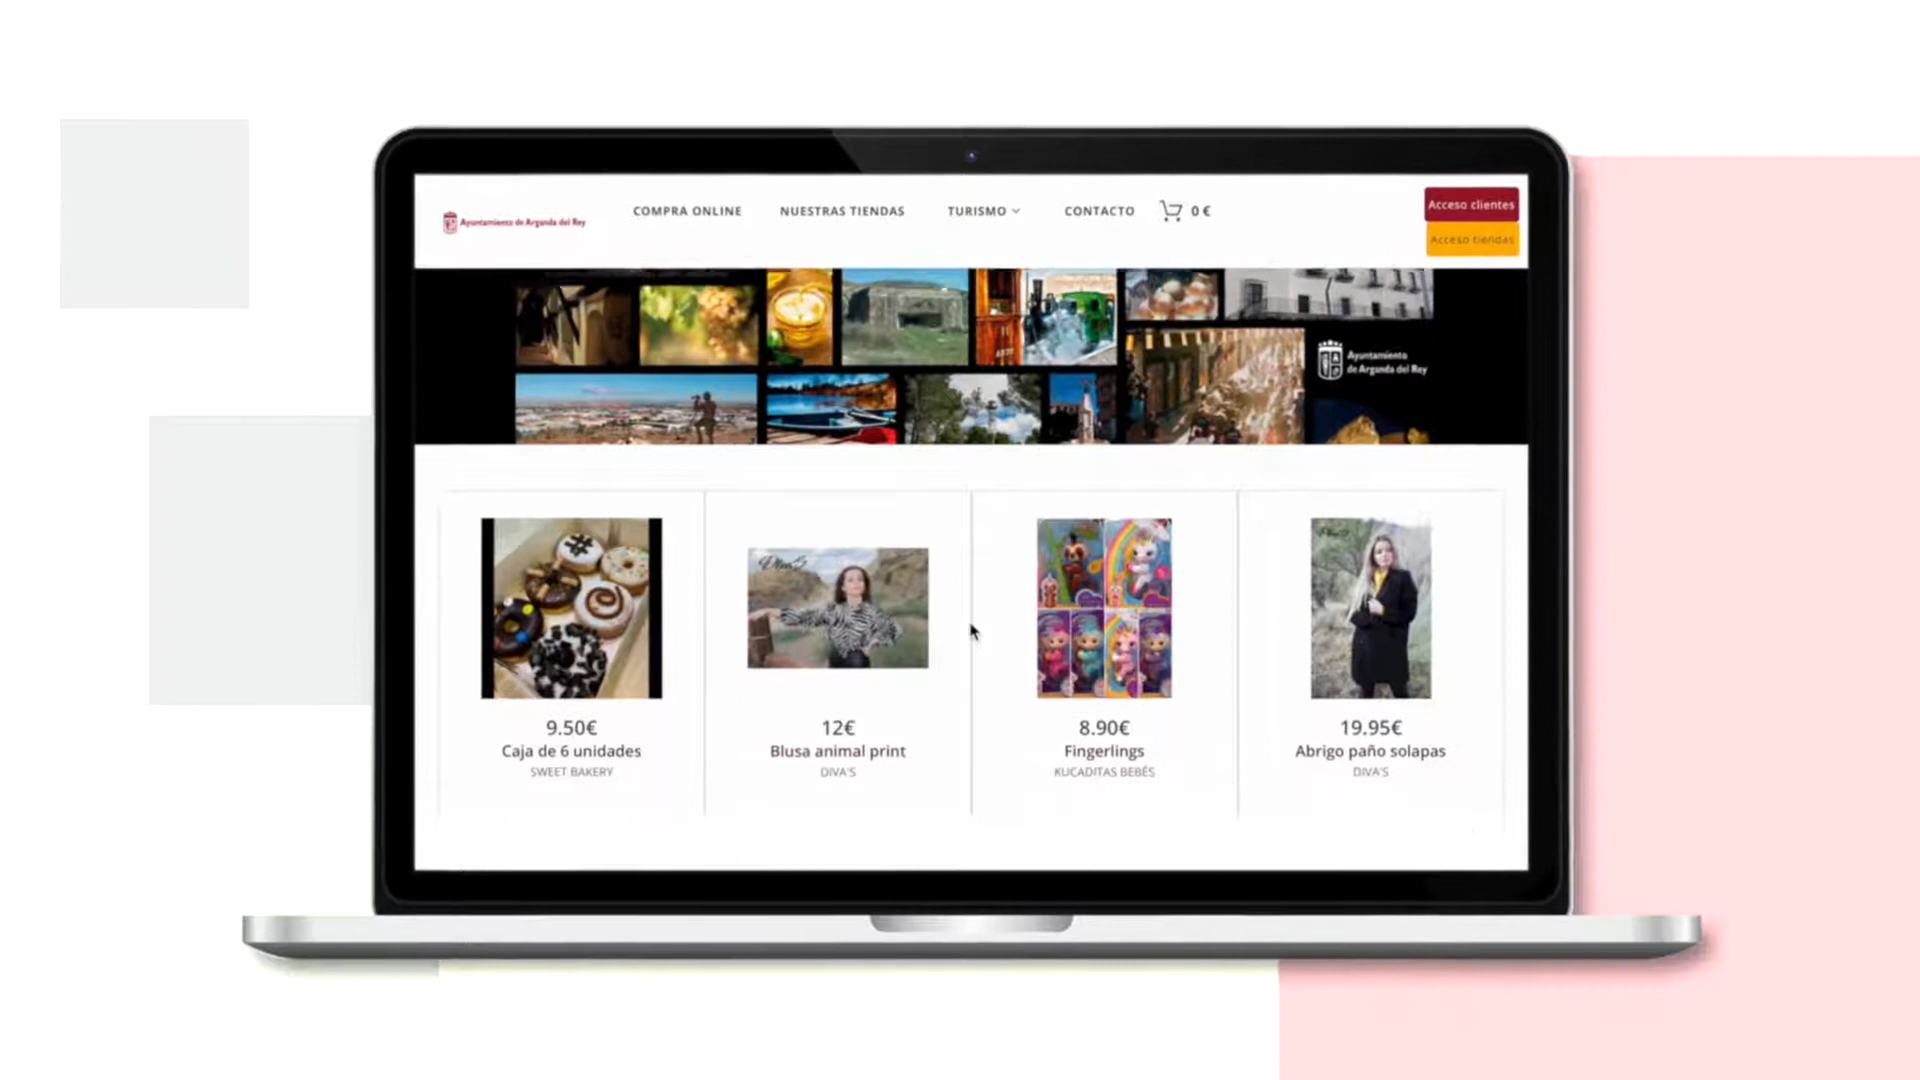 Ayuntamiento de Arganda del Rey
COMPRA ONLINE
NUESTRAS TIENDAS
TURISMO
CONTACTO
0 €
Acceso clientes
Acceso tiendas
Ayuntamiento
de Arganda del Rey
Diva's
9.50€
Caja de 6 unidades
SWEET BAKERY
12€
Blusa animal print
DIVA'S
8.90€
Fingerlings
KUCADITAS BEBÉS
19.95€
Abrigo paño solapas
DIVA'S